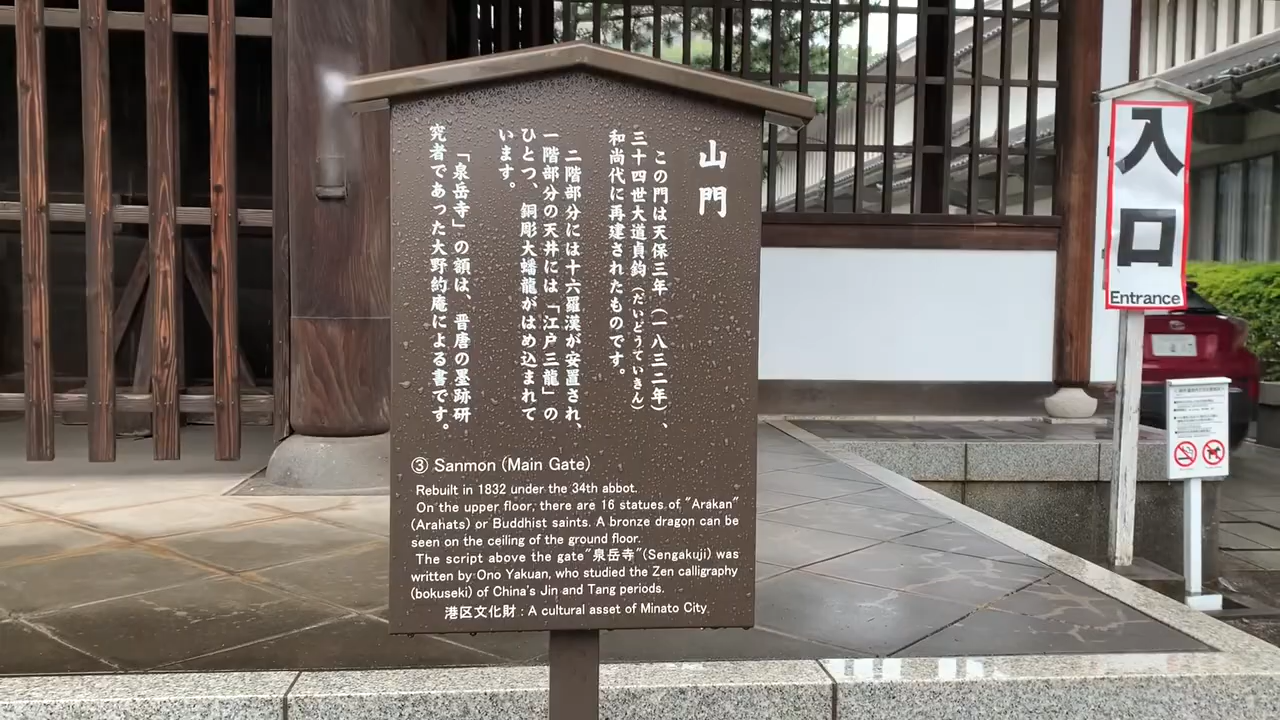 山門
この門は天保三年（一八三二年）、
三十四世大道貞鈞（だいどうていきん）
和尚代に再建されたものです。
二階部分には十六羅漢が安置され、
一階部分の天井には「江戸三龍」の
ひとつ、銅彫大蟠龍がはめ込まれて
います。
「泉岳寺」の額は、晋唐の墨跡研
究者であった大野約庵による書です。
③ Sanmon (Main Gate)
Rebuilt in 1832 under the 34th abbot.
On the upper floor, there are 16 statues of "Arakan"
(Arahats) or Buddhist saints. A bronze dragon can be
seen on the ceiling of the ground floor.
The script above the gate"泉岳寺"(Sengakuji) was
written by Ono Yakuan, who studied the Zen calligraphy
(bokuseki) of China's Jin and Tang periods.
港区文化財 : A cultural asset of Minato City
入口
Entrance